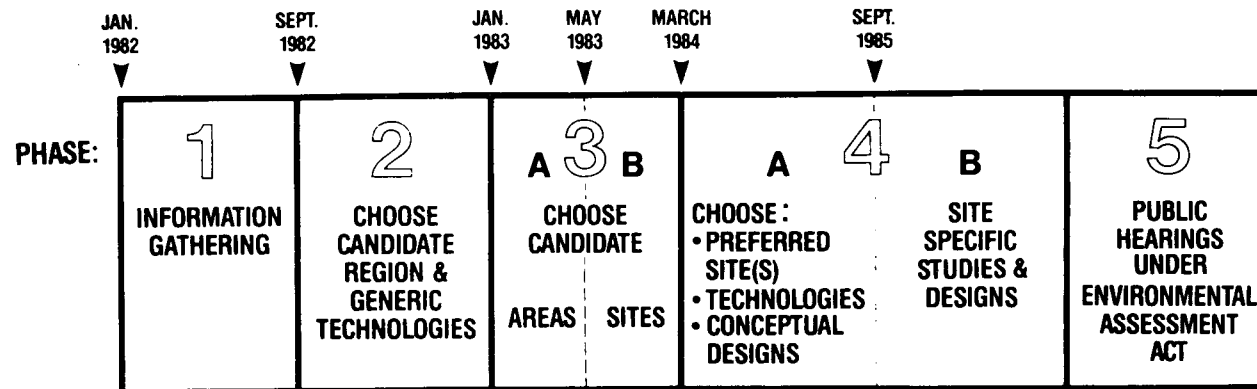 JAN. 1982
SEPT. 1982
JAN. 1983
MAY 1983
MARCH 1984
SEPT. 1985
PHASE:
1
INFORMATION
GATHERING
2
CHOOSE
CANDIDATE
REGION &
GENERIC
TECHNOLOGIES
A 3 B
CHOOSE
CANDIDATE
AREAS
SITES
4
A
CHOOSE:
• PREFERRED
SITE(S)
• TECHNOLOGIES
• CONCEPTUAL
DESIGNS
B
SITE
SPECIFIC
STUDIES &
DESIGNS
5
PUBLIC
HEARINGS
UNDER
ENVIRONMENTAL
ASSESSMENT
ACT